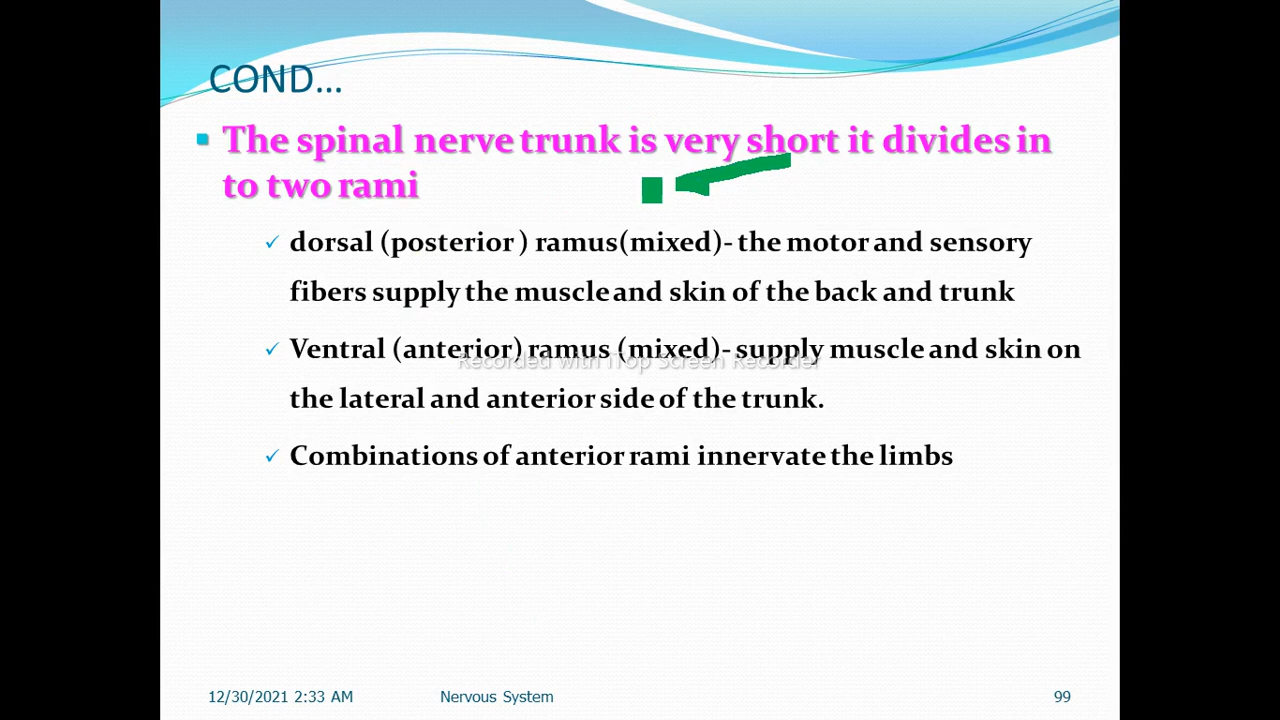 COND...
The spinal nerve trunk is very short it divides in
to two rami
dorsal (posterior ) ramus(mixed)- the motor and sensory
fibers supply the muscle and skin of the back and trunk
Ventral (anterior) ramus (mixed)- supply muscle and skin on
Recorded with iTop Screen Recorder
the lateral and anterior side of the trunk.
Combinations of anterior rami innervate the limbs
12/30/2021 2:33 AM Nervous System 99